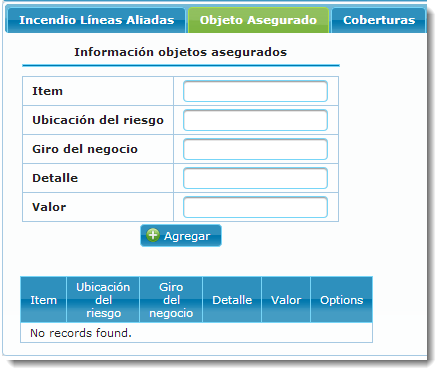 Incendio Líneas Aliadas Objeto Asegurado Coberturas
Información objetos asegurados
Item
Ubicación del riesgo
Giro del negocio
Detalle
Valor
Agregar
Item Ubicación del riesgo Giro del negocio Detalle Valor Options
No records found.